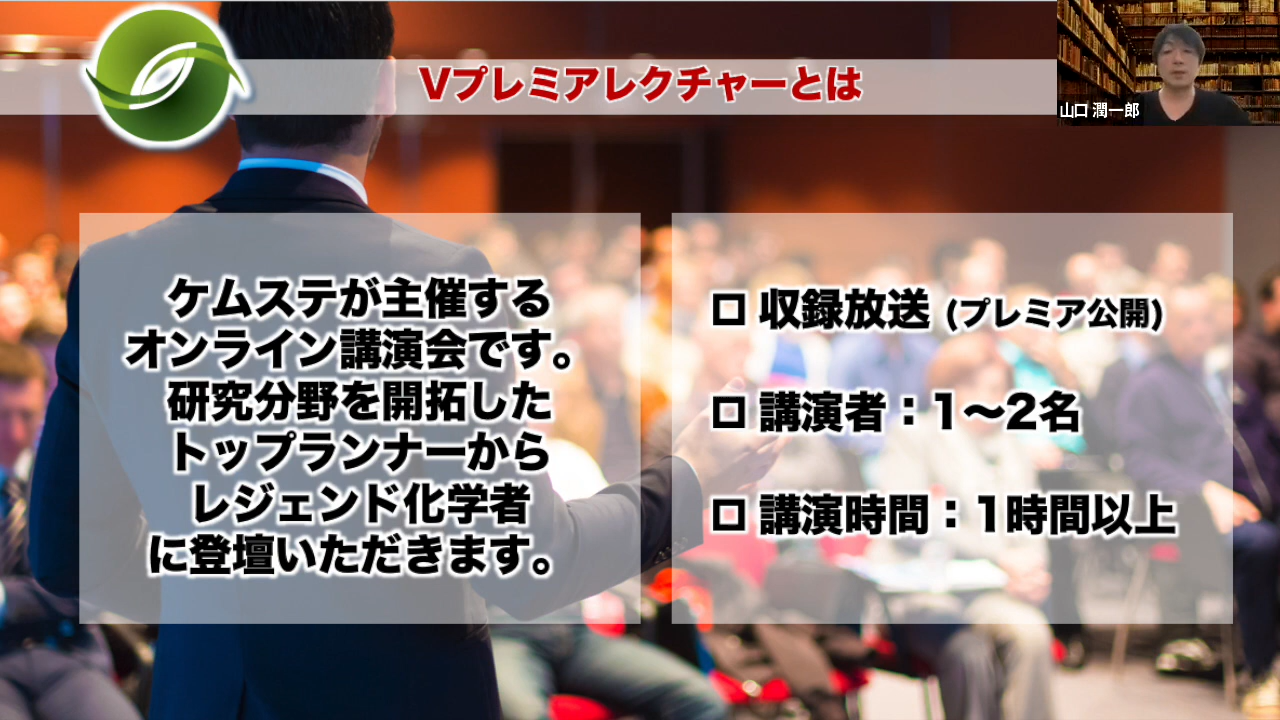 Vプレミアレクチャーとは
山口 潤一郎
ケムステが主催する
オンライン講演会です。
研究分野を開拓した
トップランナーから
レジェンド化学者
に登壇いただきます。
収録放送 (プレミア公開)
講演者：1〜2名
講演時間：1時間以上